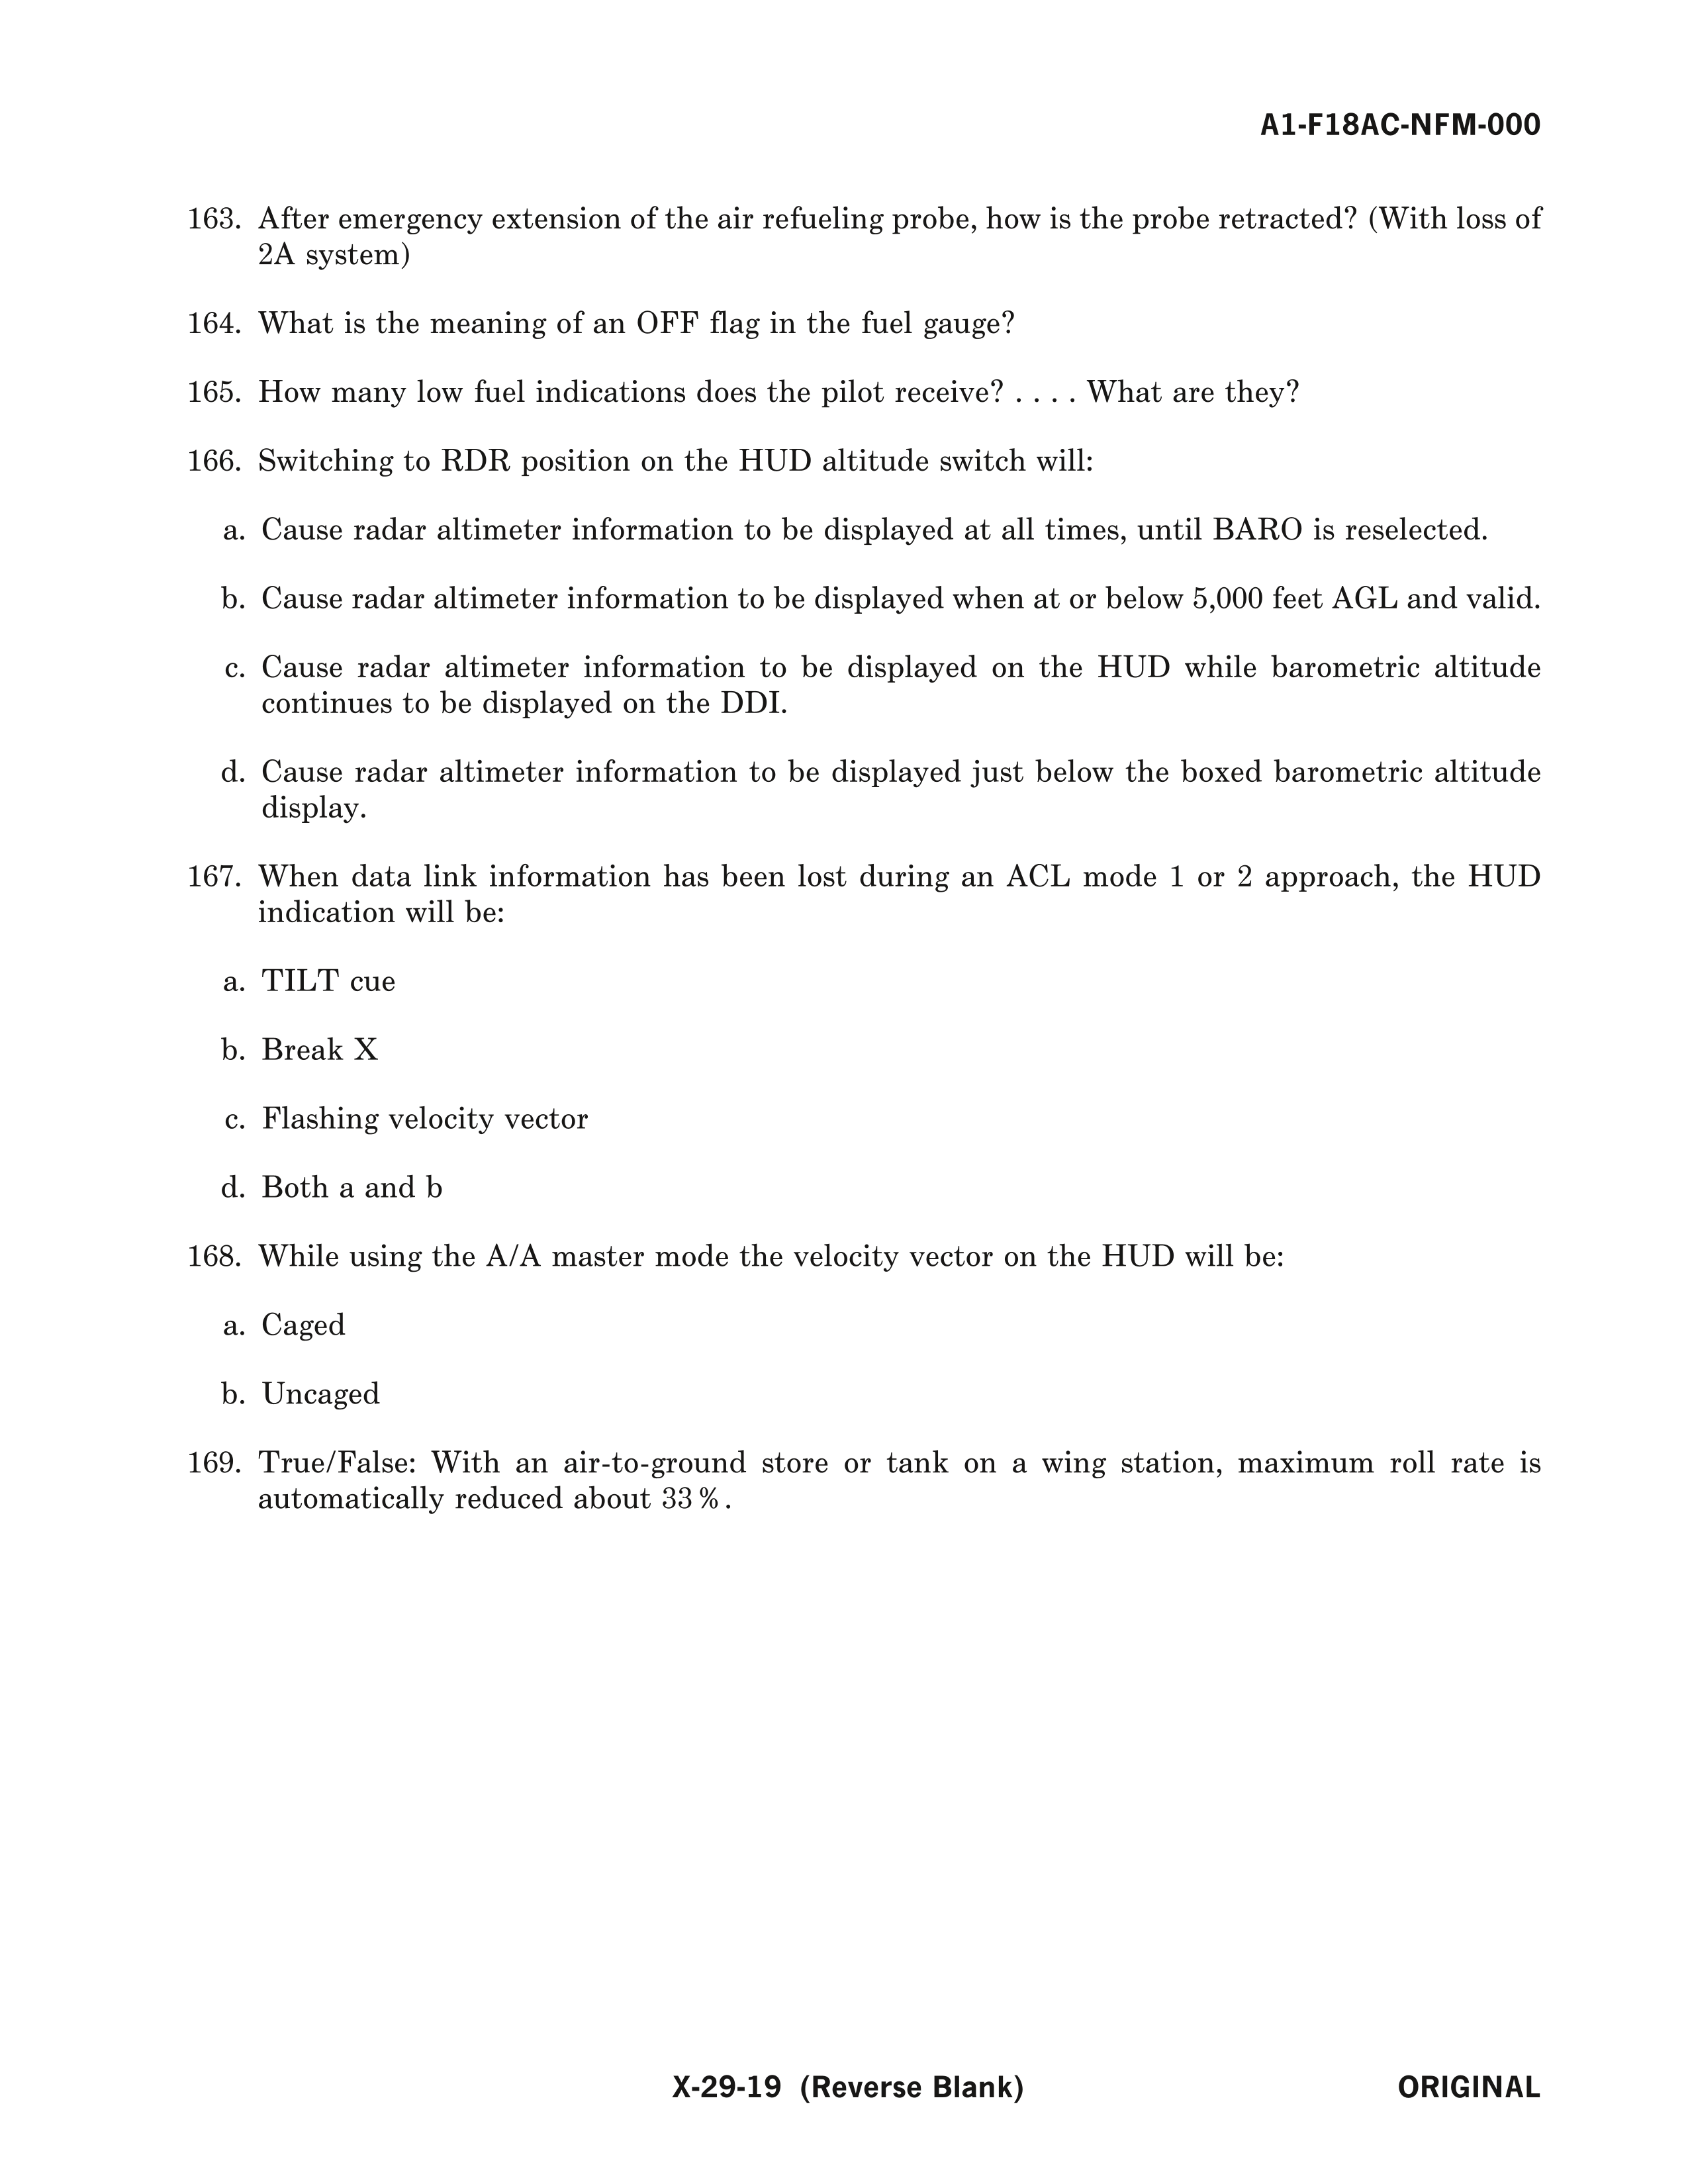 A1-F18AC-NFM-000
163. After emergency extension of the air refueling probe, how is the probe retracted? (With loss of
2A system)
164. What is the meaning of an OFF flag in the fuel gauge?
165. How many low fuel indications does the pilot receive? . . . . What are they?
166. Switching to RDR position on the HUD altitude switch will:
a. Cause radar altimeter information to be displayed at all times, until BARO is reselected.
b. Cause radar altimeter information to be displayed when at or below 5,000 feet AGL and valid.
c. Cause radar altimeter information to be displayed on the HUD while barometric altitude
continues to be displayed on the DDI.
d. Cause radar altimeter information to be displayed just below the boxed barometric altitude
display.
167. When data link information has been lost during an ACL mode 1 or 2 approach, the HUD
indication will be:
a. TILT cue
b. Break X
c. Flashing velocity vector
d. Both a and b
168. While using the A/A master mode the velocity vector on the HUD will be:
a. Caged
b. Uncaged
169. True/False: With an air-to-ground store or tank on a wing station, maximum roll rate is
automatically reduced about 33%.
X-29-19 (Reverse Blank)
ORIGINAL